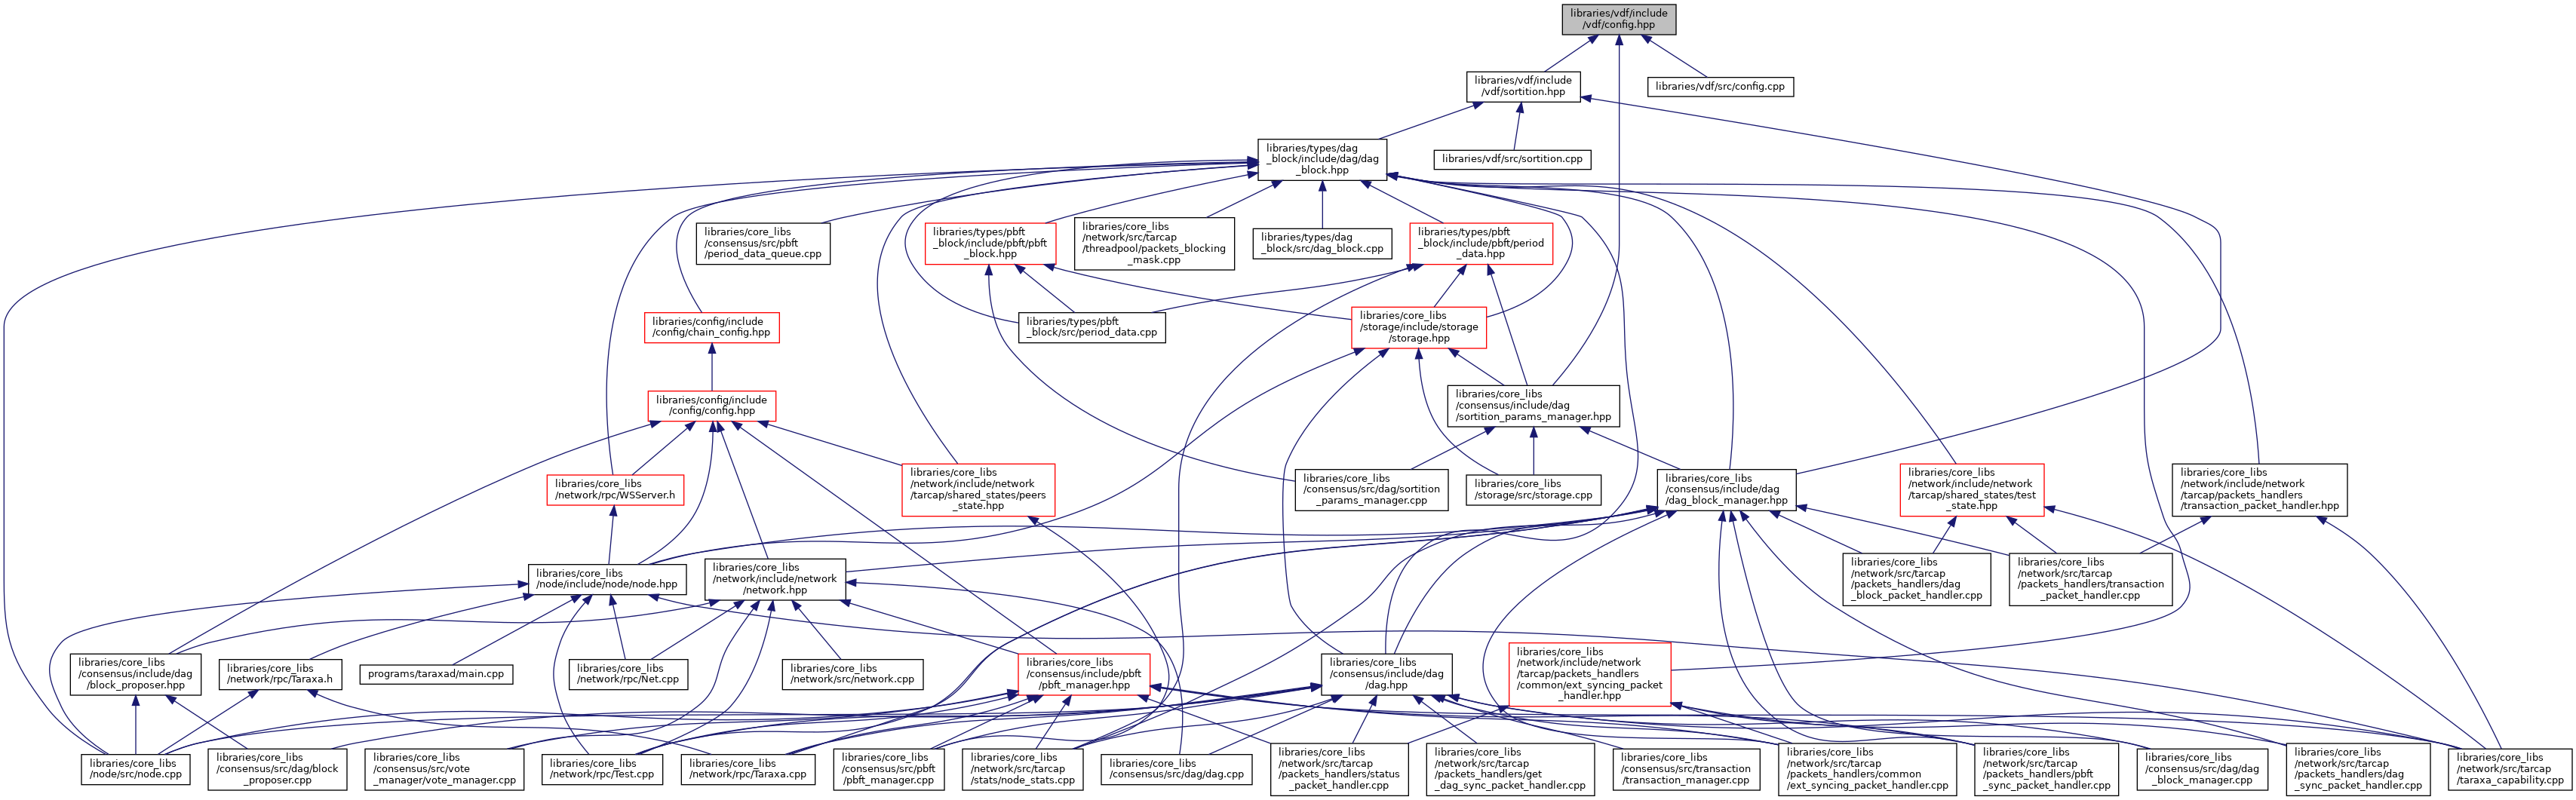 libraries/vdf/include
/vdf/config.hpp
libraries/vdf/include
/vdf/sortition.hpp
libraries/vdf/src/config.cpp
libraries/types/dag
_block/include/dag/dag
_block.hpp
libraries/vdf/src/sortition.cpp
libraries/core_libs
/consensus/src/pbft
/period_data_queue.cpp
libraries/types/pbft
_block/include/pbft/pbft
_block.hpp
libraries/core_libs
/network/src/tarcap
/threadpool/packets_blocking
_mask.cpp
libraries/types/dag
_block/src/dag_block.cpp
libraries/types/pbft
_block/include/pbft/period
_data.hpp
libraries/config/include
/config/chain_config.hpp
libraries/types/pbft
_block/src/period_data.cpp
libraries/core_libs
/storage/include/storage
/storage.hpp
libraries/config/include
/config/config.hpp
libraries/core_libs
/consensus/include/dag
/sortition_params_manager.hpp
libraries/core_libs
/network/rpc/WSServer.h
libraries/core_libs
/network/include/network
/tarcap/shared_states/peers
_state.hpp
libraries/core_libs
/consensus/src/dag/sortition
_params_manager.cpp
libraries/core_libs
/storage/src/storage.cpp
libraries/core_libs
/consensus/include/dag
/dag_block_manager.hpp
libraries/core_libs
/network/include/network
/tarcap/shared_states/test
_state.hpp
libraries/core_libs
/network/include/network
/tarcap/packets_handlers
/transaction_packet_handler.hpp
libraries/core_libs
/node/include/node/node.hpp
libraries/core_libs
/network/include/network
/network.hpp
libraries/core_libs
/network/src/tarcap
/packets_handlers/dag
_block_packet_handler.cpp
libraries/core_libs
/network/src/tarcap
/packets_handlers/transaction
_packet_handler.cpp
libraries/core_libs
/consensus/include/dag
/block_proposer.hpp
libraries/core_libs
/network/rpc/Taraxa.h
programs/taraxad/main.cpp
libraries/core_libs
/network/rpc/Net.cpp
libraries/core_libs
/network/src/network.cpp
libraries/core_libs
/consensus/include/pbft
/pbft_manager.hpp
libraries/core_libs
/consensus/include/dag
/dag.hpp
libraries/core_libs
/network/include/network
/tarcap/packets_handlers
/common/ext_syncing_packet
_handler.hpp
libraries/core_libs
/node/src/node.cpp
libraries/core_libs
/consensus/src/dag/block
_proposer.cpp
libraries/core_libs
/consensus/src/vote
_manager/vote_manager.cpp
libraries/core_libs
/network/rpc/Test.cpp
libraries/core_libs
/network/rpc/Taraxa.cpp
libraries/core_libs
/consensus/src/pbft
/pbft_manager.cpp
libraries/core_libs
/network/src/tarcap
/stats/node_stats.cpp
libraries/core_libs
/consensus/src/dag/dag.cpp
libraries/core_libs
/network/src/tarcap
/packets_handlers/status
_packet_handler.cpp
libraries/core_libs
/network/src/tarcap
/packets_handlers/get
_dag_sync_packet_handler.cpp
libraries/core_libs
/consensus/src/transaction
/transaction_manager.cpp
libraries/core_libs
/network/src/tarcap
/packets_handlers/common
/ext_syncing_packet_handler.cpp
libraries/core_libs
/network/src/tarcap
/packets_handlers/pbft
_sync_packet_handler.cpp
libraries/core_libs
/consensus/src/dag/dag
_block_manager.cpp
libraries/core_libs
/network/src/tarcap
/packets_handlers/dag
_sync_packet_handler.cpp
libraries/core_libs
/network/src/tarcap
/taraxa_capability.cpp